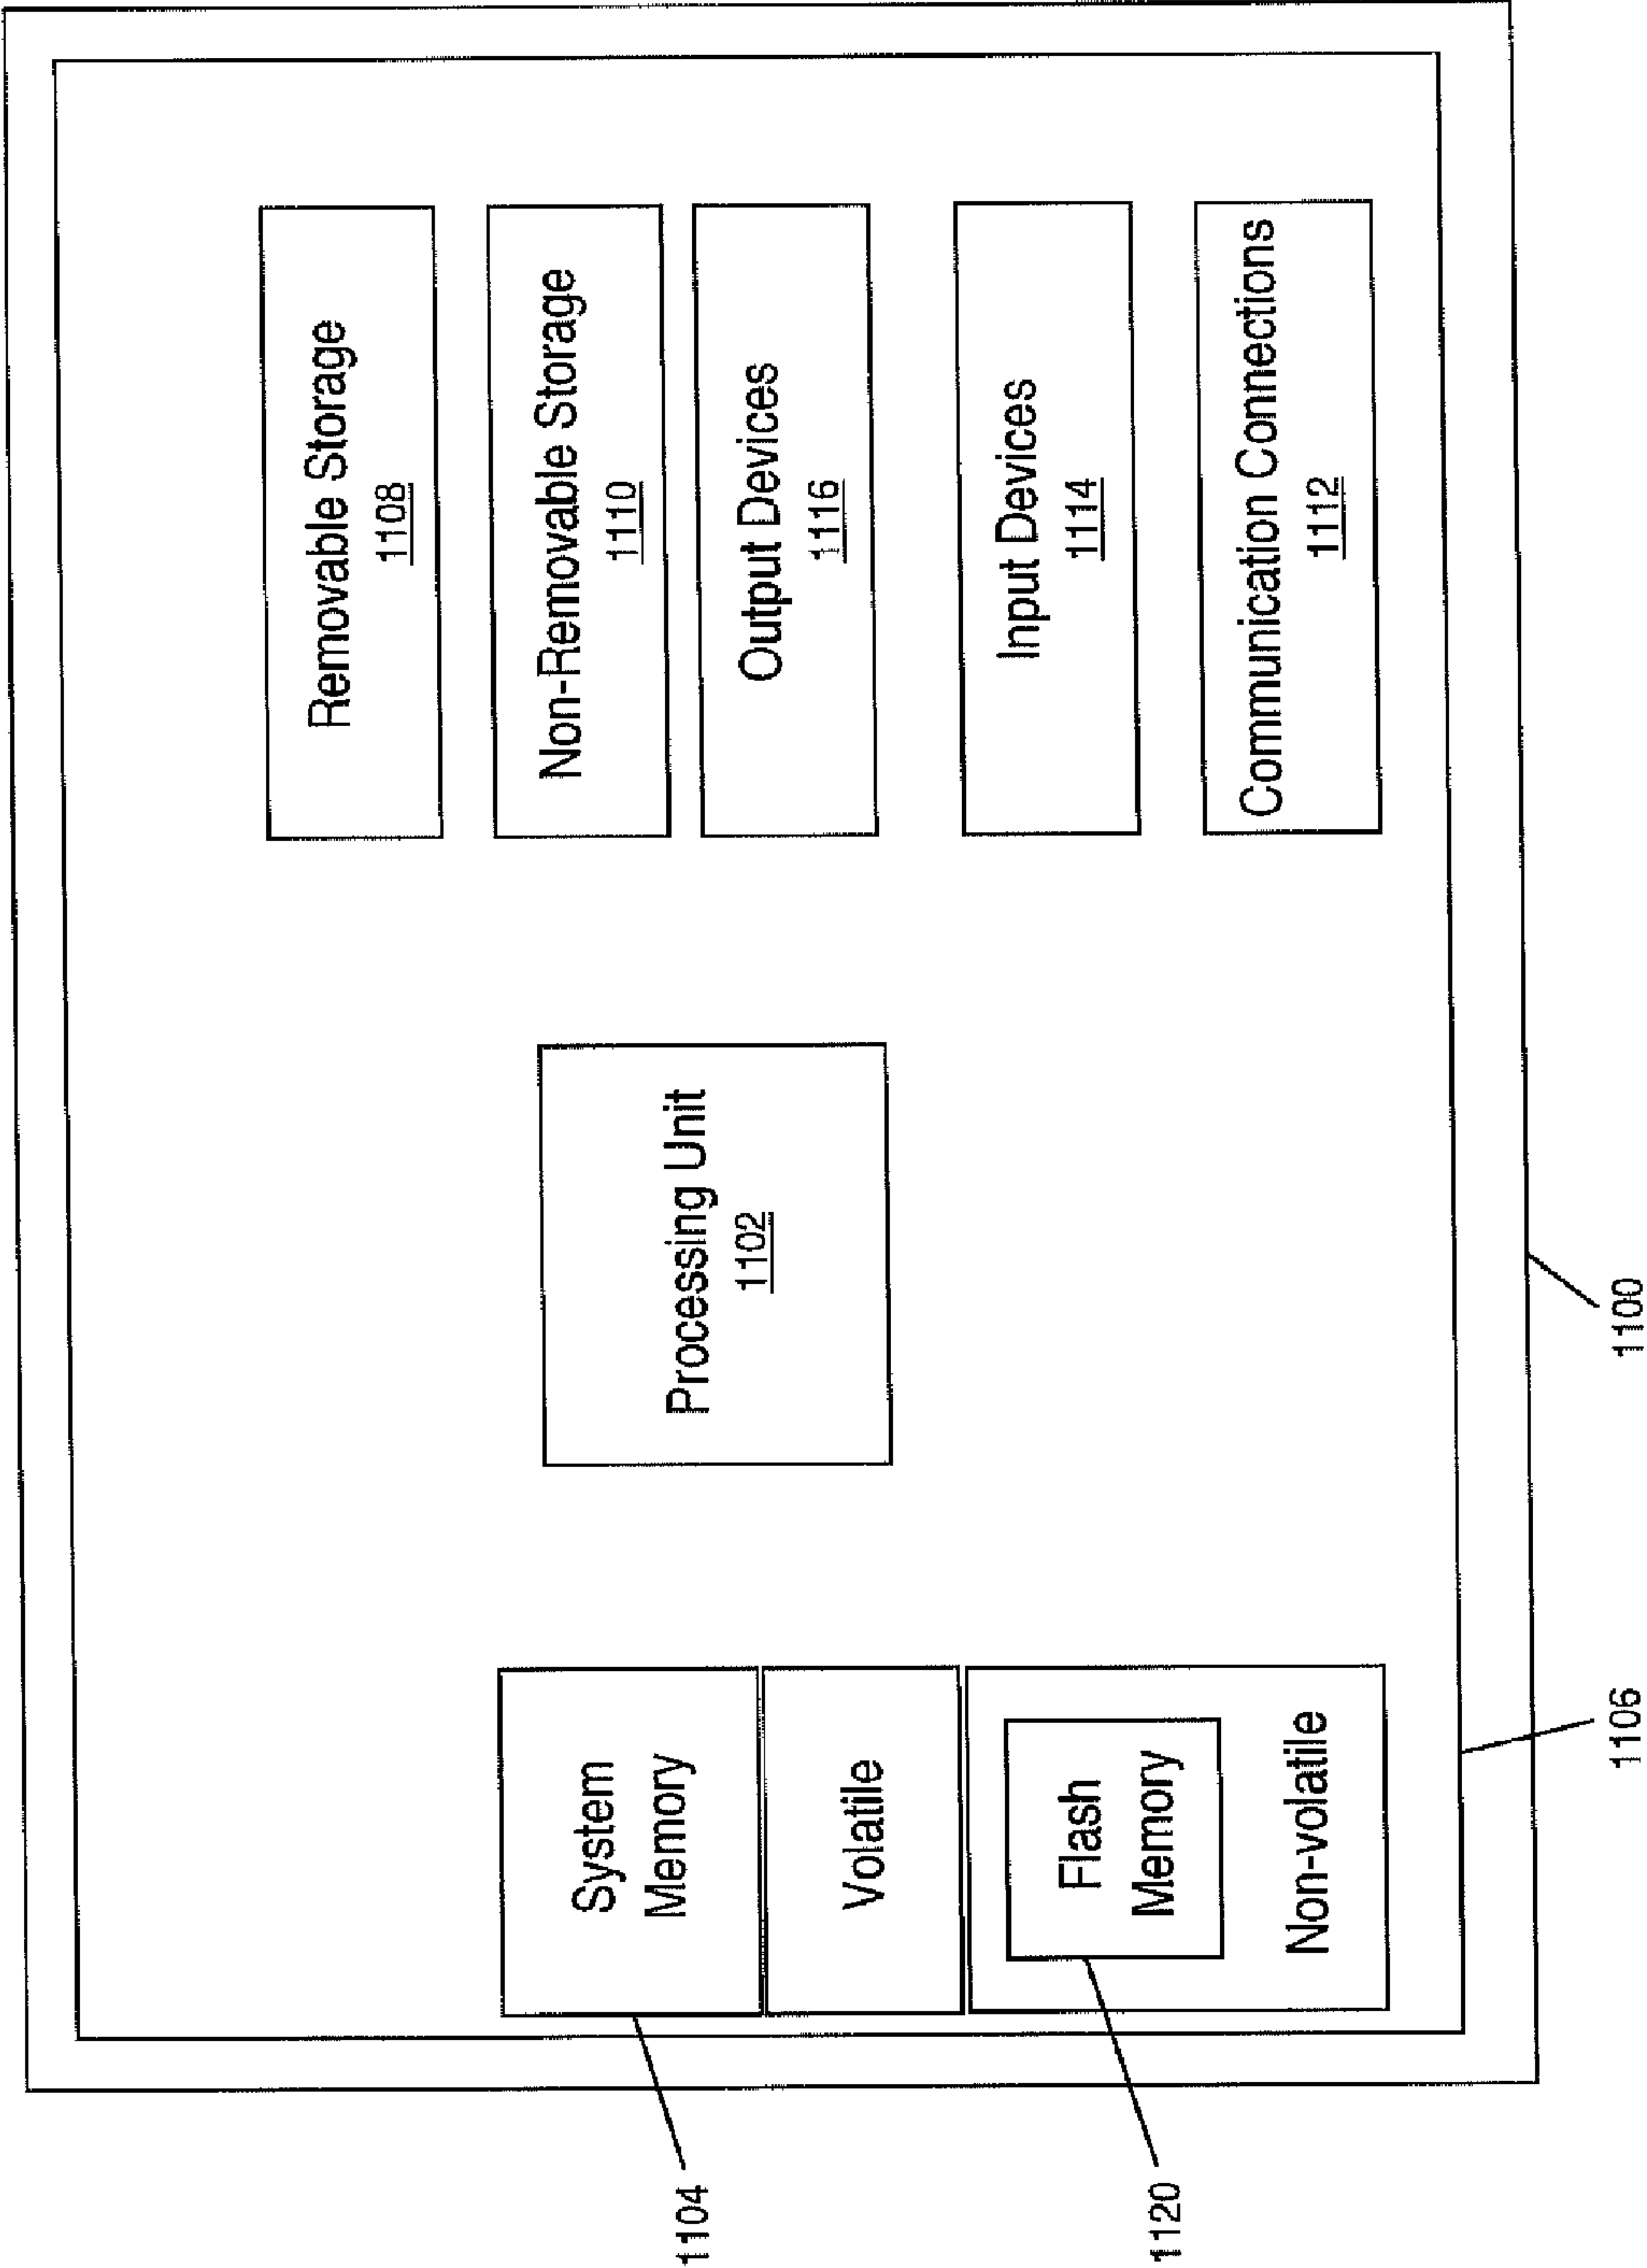 1104
System
Memory
Volatile
1120
Flash
Memory
Non-volatile
1106
Processing Unit
1102
1100
Removable Storage
1108
Non-Removable Storage
1110
Output Devices
1116
Input Devices
1114
Communication Connections
1112